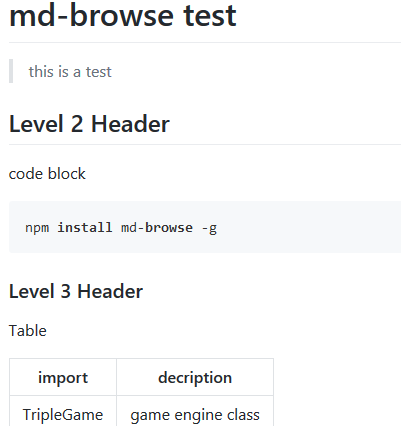 md-browse test
this is a test
Level 2 Header
code block
npm install md-browse -g
Level 3 Header
Table
import decription
TripleGame game engine class